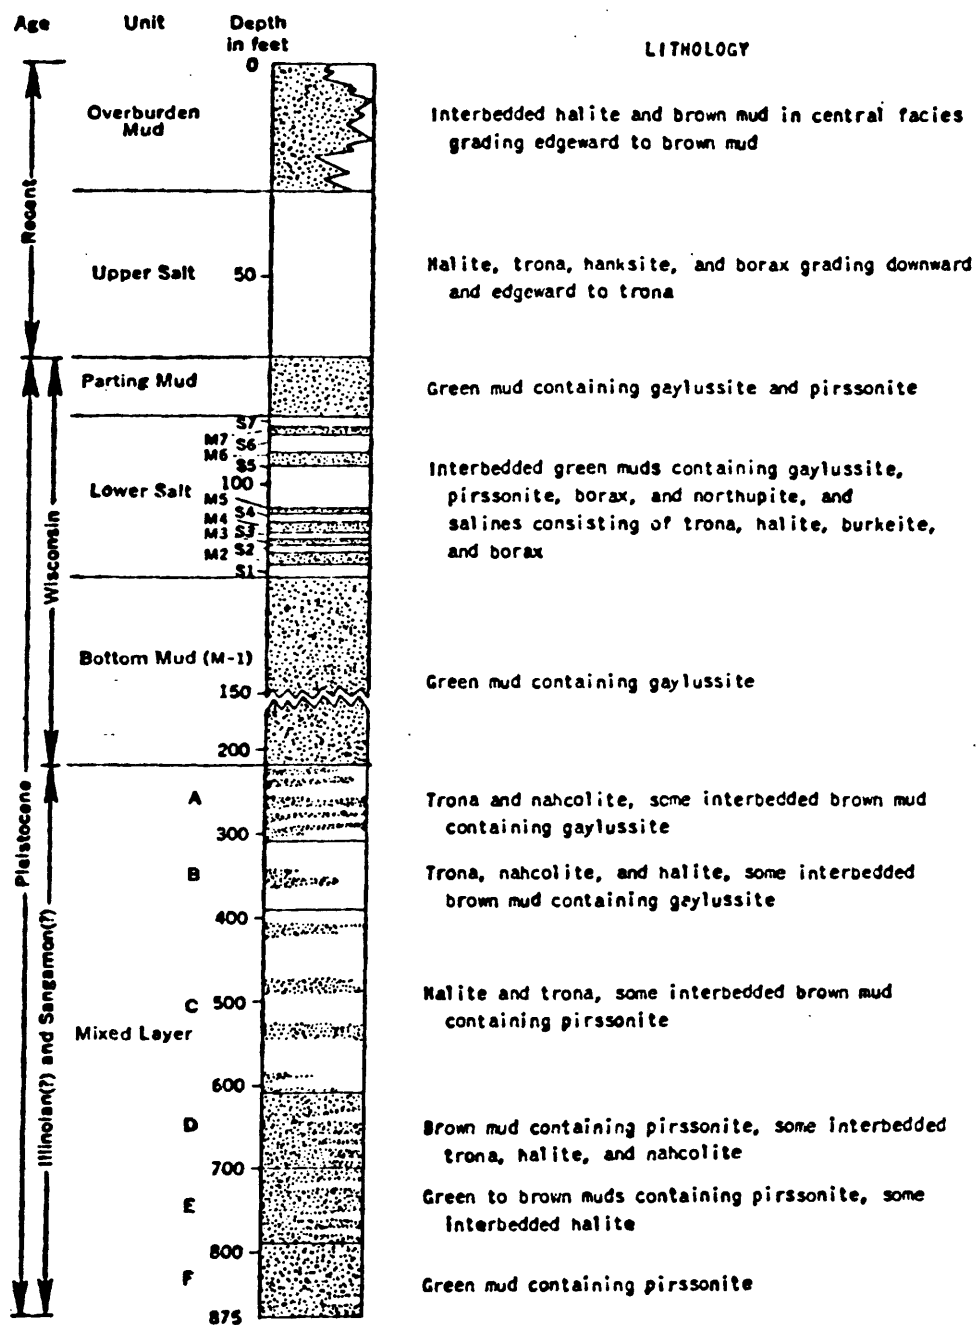 Age Unit Depth in feet LITHOLOGY
0
Overburden Mud
Interbedded halite and brown mud in central facies
grading edgeward to brown mud
Recent
Upper Salt
50
Halite, trona, hanksite, and borax grading downward
and edgeward to trona
Parting Mud
Green mud containing gaylussite and pirssonite
S7
M7
S6
M6
S5
100
Lower Salt
M5
S4
M4
S3
M3
S2
M2
S1
Interbedded green muds containing gaylussite,
pirssonite, borax, and northupite, and
salines consisting of trona, halite, burkeite,
and borax
Wisconsin
Bottom Mud (M-1)
150
Green mud containing gaylussite
200
Pleistocene
A
Trona and nahcolite, some interbedded brown mud
containing gaylussite
300
B
Trona, nahcolite, and halite, some interbedded
brown mud containing gaylussite
400
Illinoian(?) and Sangamon(?)
C
500
Mixed Layer
Halite and trona, some interbedded brown mud
containing pirssonite
600
D
Brown mud containing pirssonite, some interbedded
trona, halite, and nahcolite
700
E
Green to brown muds containing pirssonite, some
interbedded halite
800
F
Green mud containing pirssonite
875